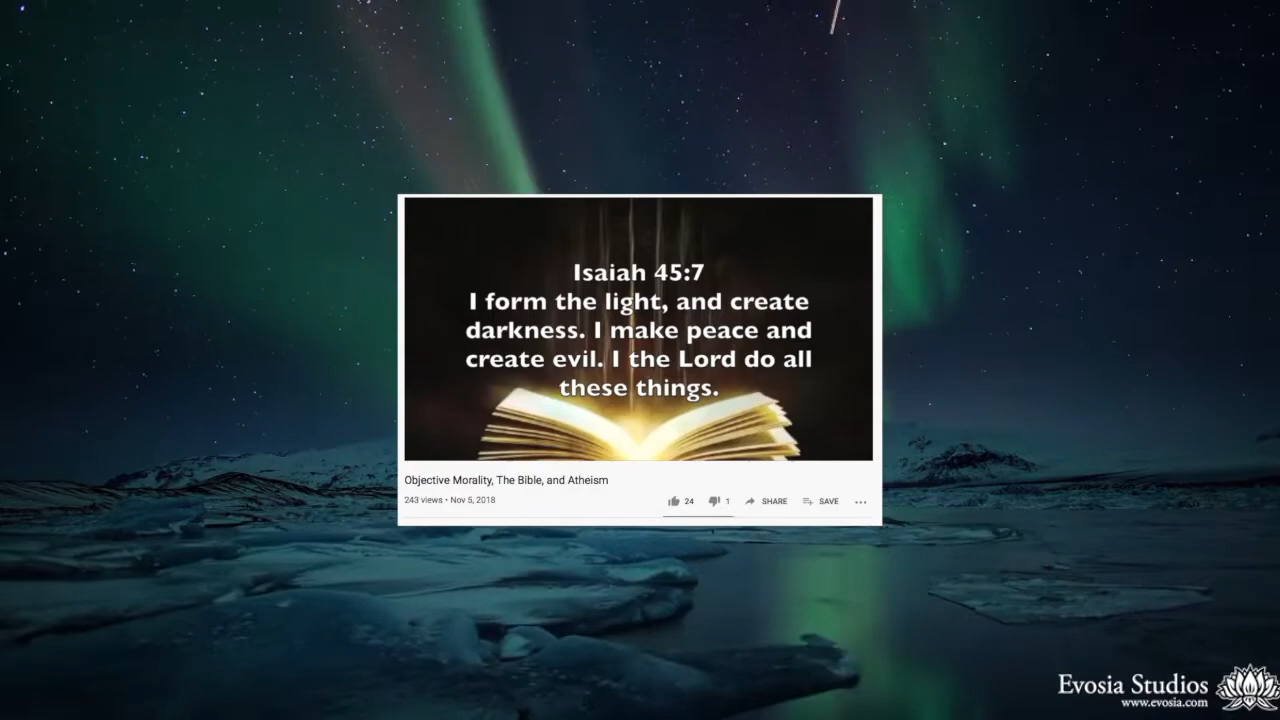 Isaiah 45:7
I form the light, and create
darkness. I make peace and
create evil. I the Lord do all
these things.
Objective Morality, The Bible, and Atheism
243 views • Nov 5, 2018
24 1 SHARE SAVE
Evosia Studios
www.evosia.com